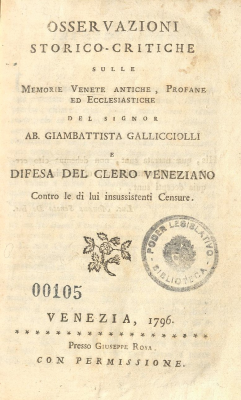 OSSERVAZIONI
STORICO-CRITICHE
SULLE
MEMORIE VENETE ANTICHE, PROFANE
ED ECCLESIASTICHE
DEL SIGNOR
AB. GIAMBATTISTA GALLICCIOLLI
E
DIFESA DEL CLERO VENEZIANO
Contro le di lui insussistenti Censure.
PODER LEGISLATIVO
BIBLIOTECA
00105
VENEZIA, 1796.
Presso GIUSEPPE ROSA
CON PERMISSIONE.